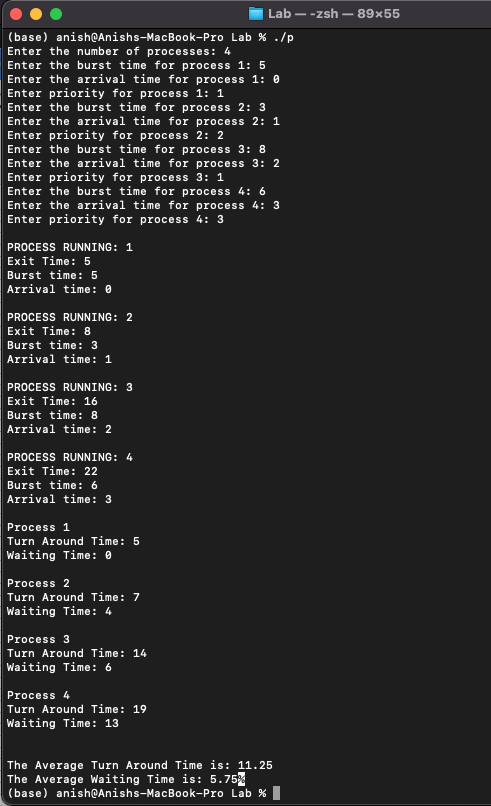 Lab — -zsh — 89×55
(base) anish@Anishs-MacBook-Pro Lab % ./p
Enter the number of processes: 4
Enter the burst time for process 1: 5
Enter the arrival time for process 1: 0
Enter priority for process 1: 1
Enter the burst time for process 2: 3
Enter the arrival time for process 2: 1
Enter priority for process 2: 2
Enter the burst time for process 3: 8
Enter the arrival time for process 3: 2
Enter priority for process 3: 1
Enter the burst time for process 4: 6
Enter the arrival time for process 4: 3
Enter priority for process 4: 3
PROCESS RUNNING: 1
Exit Time: 5
Burst time: 5
Arrival time: 0
PROCESS RUNNING: 2
Exit Time: 8
Burst time: 3
Arrival time: 1
PROCESS RUNNING: 3
Exit Time: 16
Burst time: 8
Arrival time: 2
PROCESS RUNNING: 4
Exit Time: 22
Burst time: 6
Arrival time: 3
Process 1
Turn Around Time: 5
Waiting Time: 0
Process 2
Turn Around Time: 7
Waiting Time: 4
Process 3
Turn Around Time: 14
Waiting Time: 6
Process 4
Turn Around Time: 19
Waiting Time: 13
The Average Turn Around Time is: 11.25
The Average Waiting Time is: 5.75%
(base) anish@Anishs-MacBook-Pro Lab %